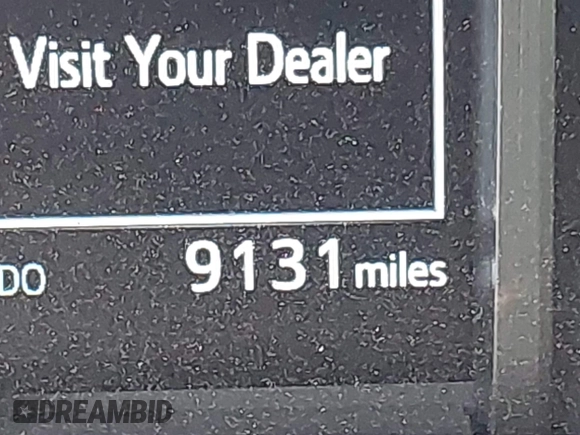 Visit Your Dealer
DO 9131 miles
DREAMBID